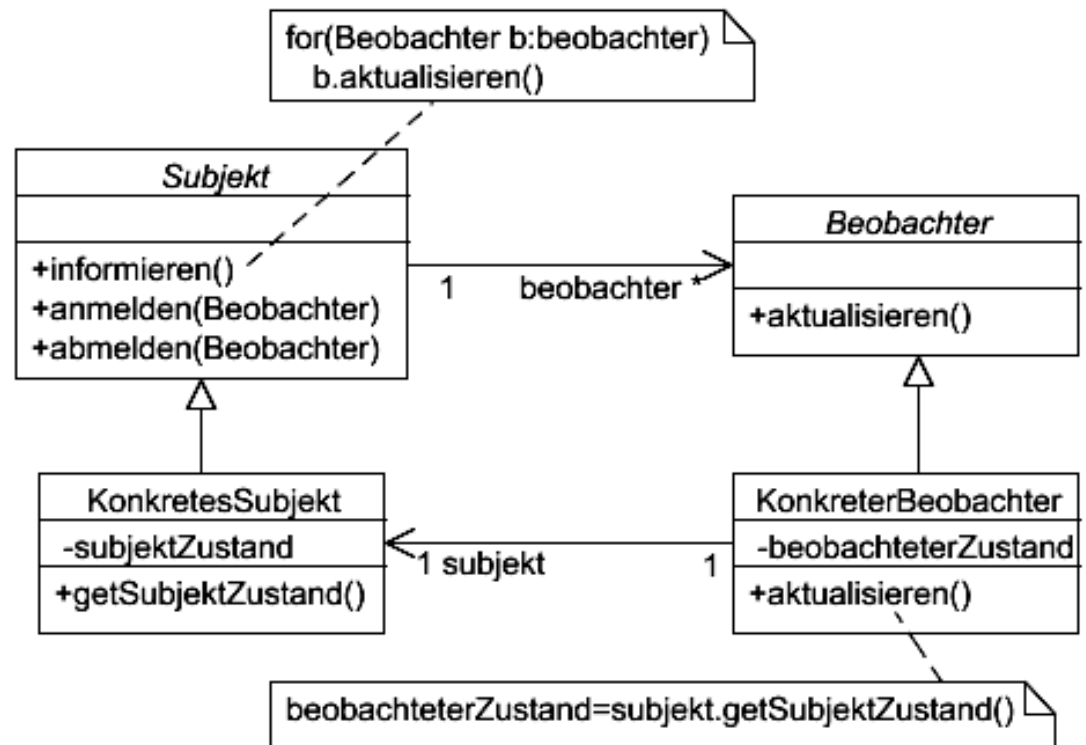 for(Beobachter b:beobachter)
b.aktualisieren()
Subjekt
+informieren()
+anmelden(Beobachter)
+abmelden(Beobachter)
1 beobachter *
Beobachter
+aktualisieren()
KonkretesSubjekt
-subjektZustand
+getSubjektZustand()
1 subjekt 1
KonkreterBeobachter
-beobachteterZustand
+aktualisieren()
beobachteterZustand=subjekt.getSubjektZustand()